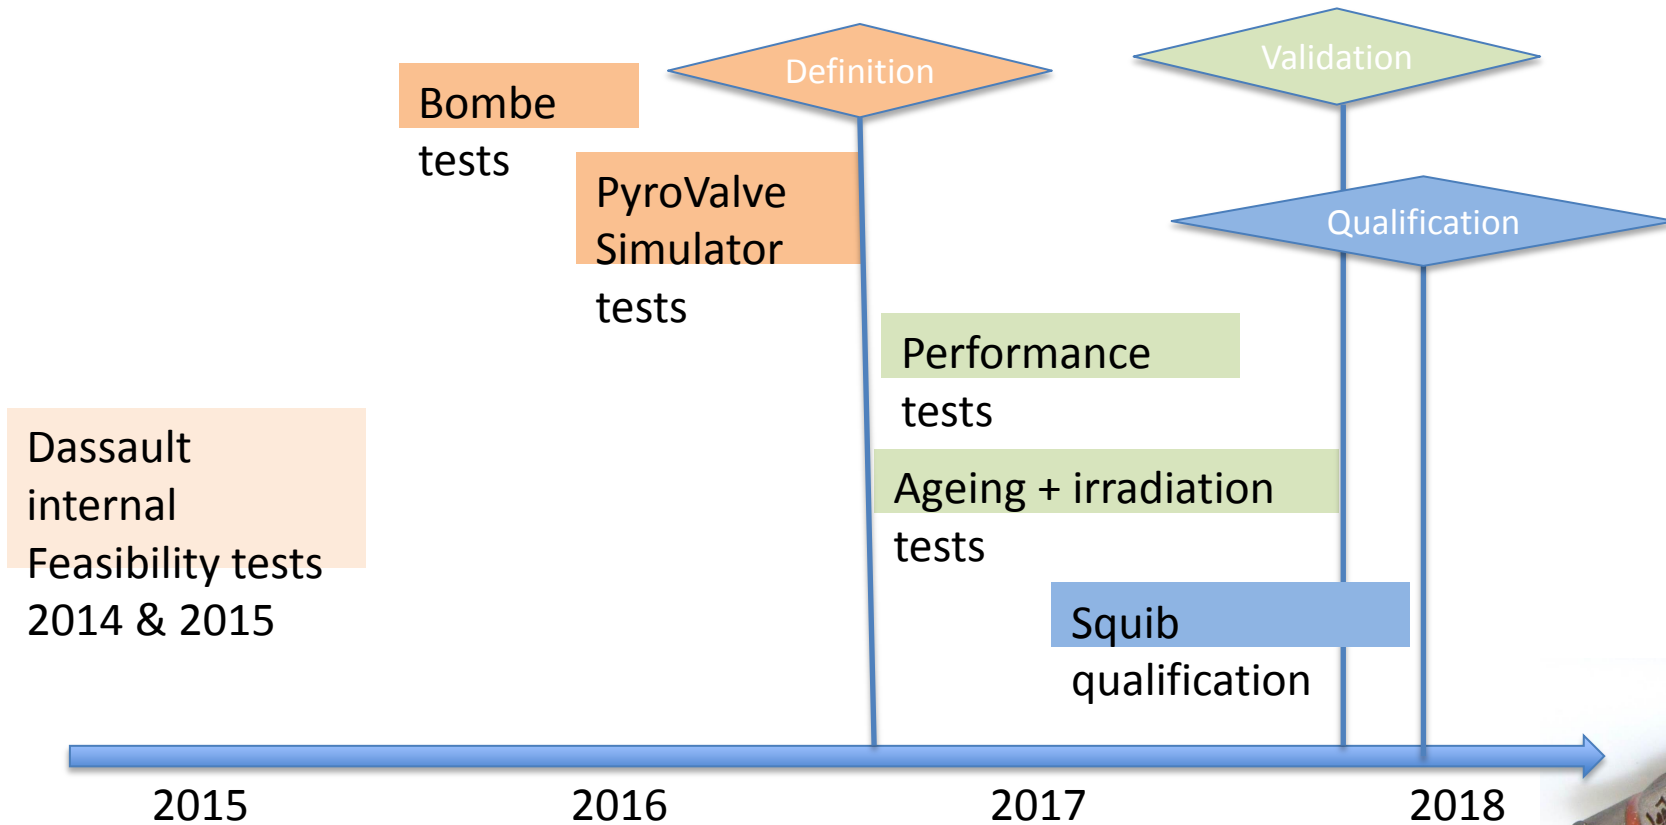 Definition
Validation
Bombe
tests
PyroValve
Simulator
tests
Qualification
Performance
tests
Dassault
internal
Feasibility tests
2014 & 2015
Ageing + irradiation
tests
Squib
qualification
2015
2016
2017
2018